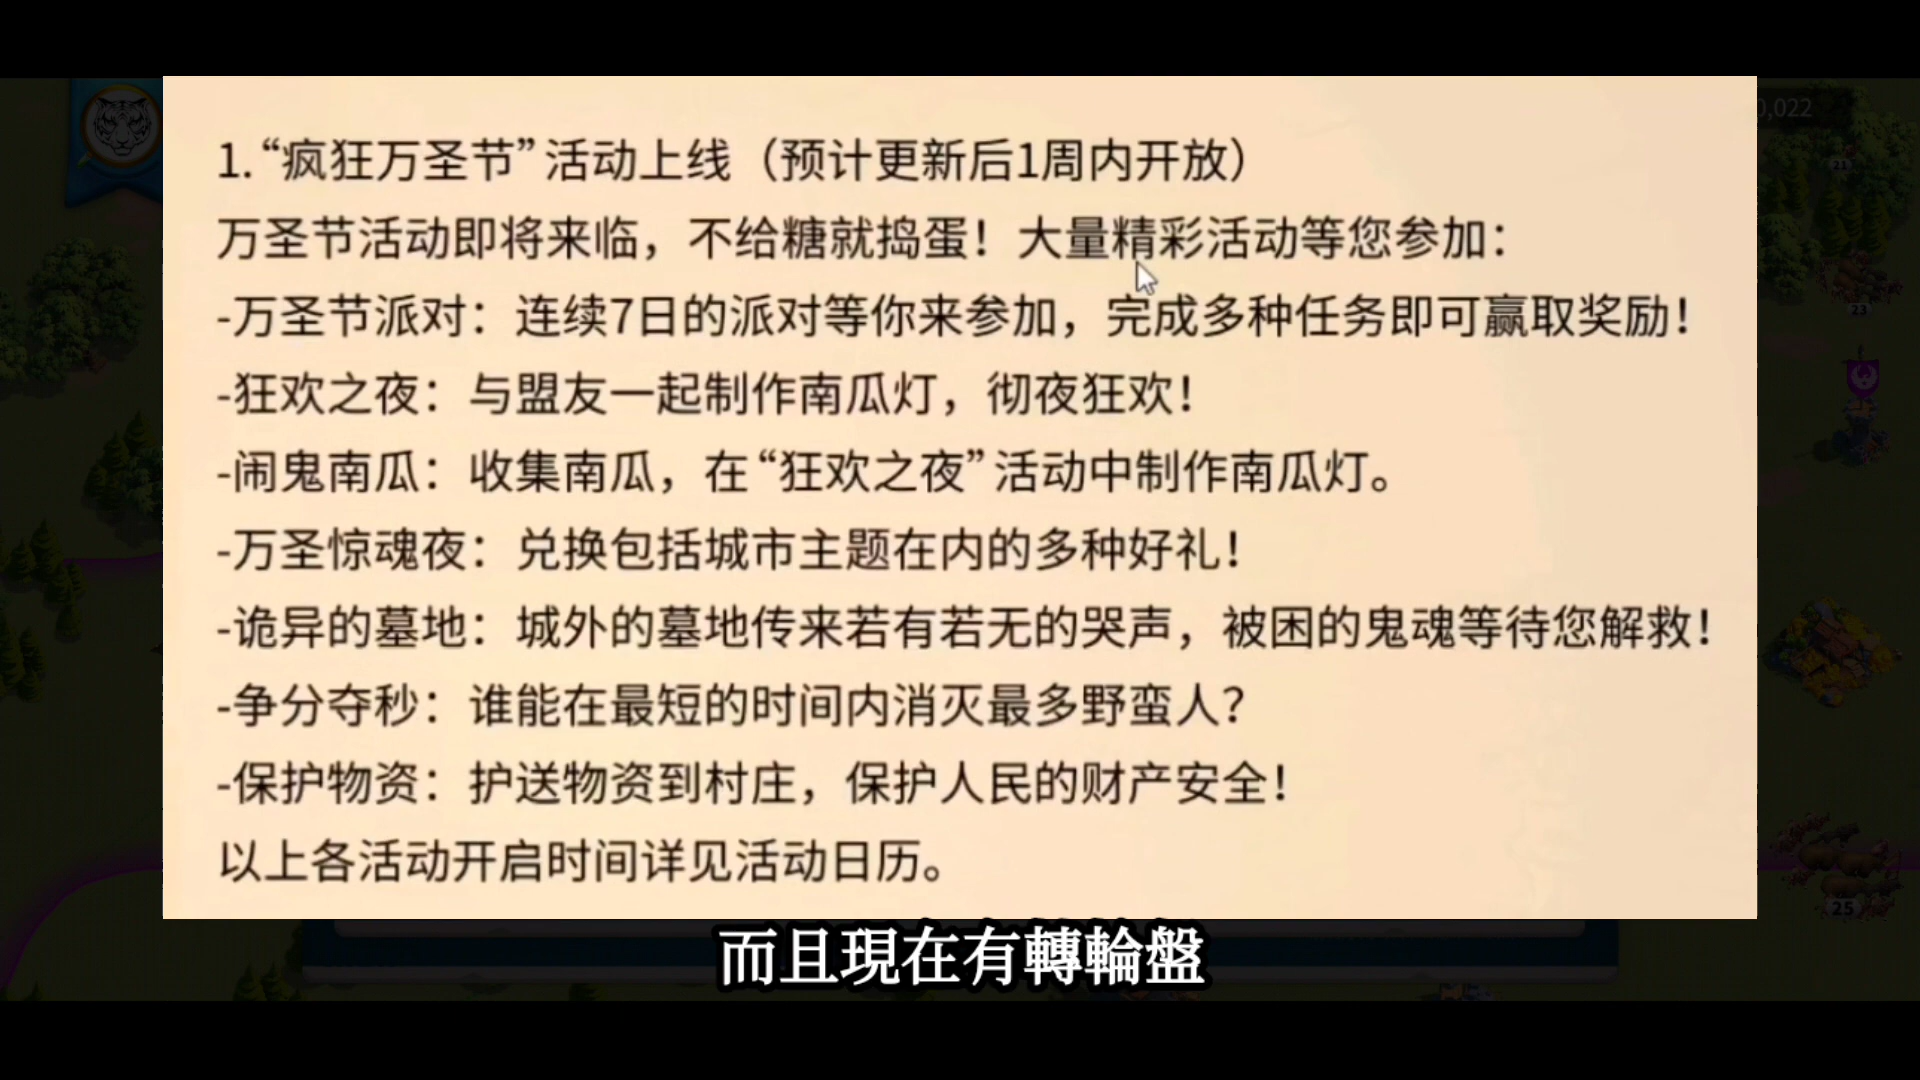 0,022
21
1.“疯狂万圣节”活动上线（预计更新后1周内开放）
万圣节活动即将来临，不给糖就捣蛋！大量精彩活动等您参加：
-万圣节派对：连续7日的派对等你来参加，完成多种任务即可赢取奖励！
23
-狂欢之夜：与盟友一起制作南瓜灯，彻夜狂欢！
-闹鬼南瓜：收集南瓜，在“狂欢之夜”活动中制作南瓜灯。
-万圣惊魂夜：兑换包括城市主题在内的多种好礼！
-诡异的墓地：城外的墓地传来若有若无的哭声，被困的鬼魂等待您解救！
-争分夺秒：谁能在最短的时间内消灭最多野蛮人？
-保护物资：护送物资到村庄，保护人民的财产安全！
以上各活动开启时间详见活动日历。
25
而且現在有轉輪盤